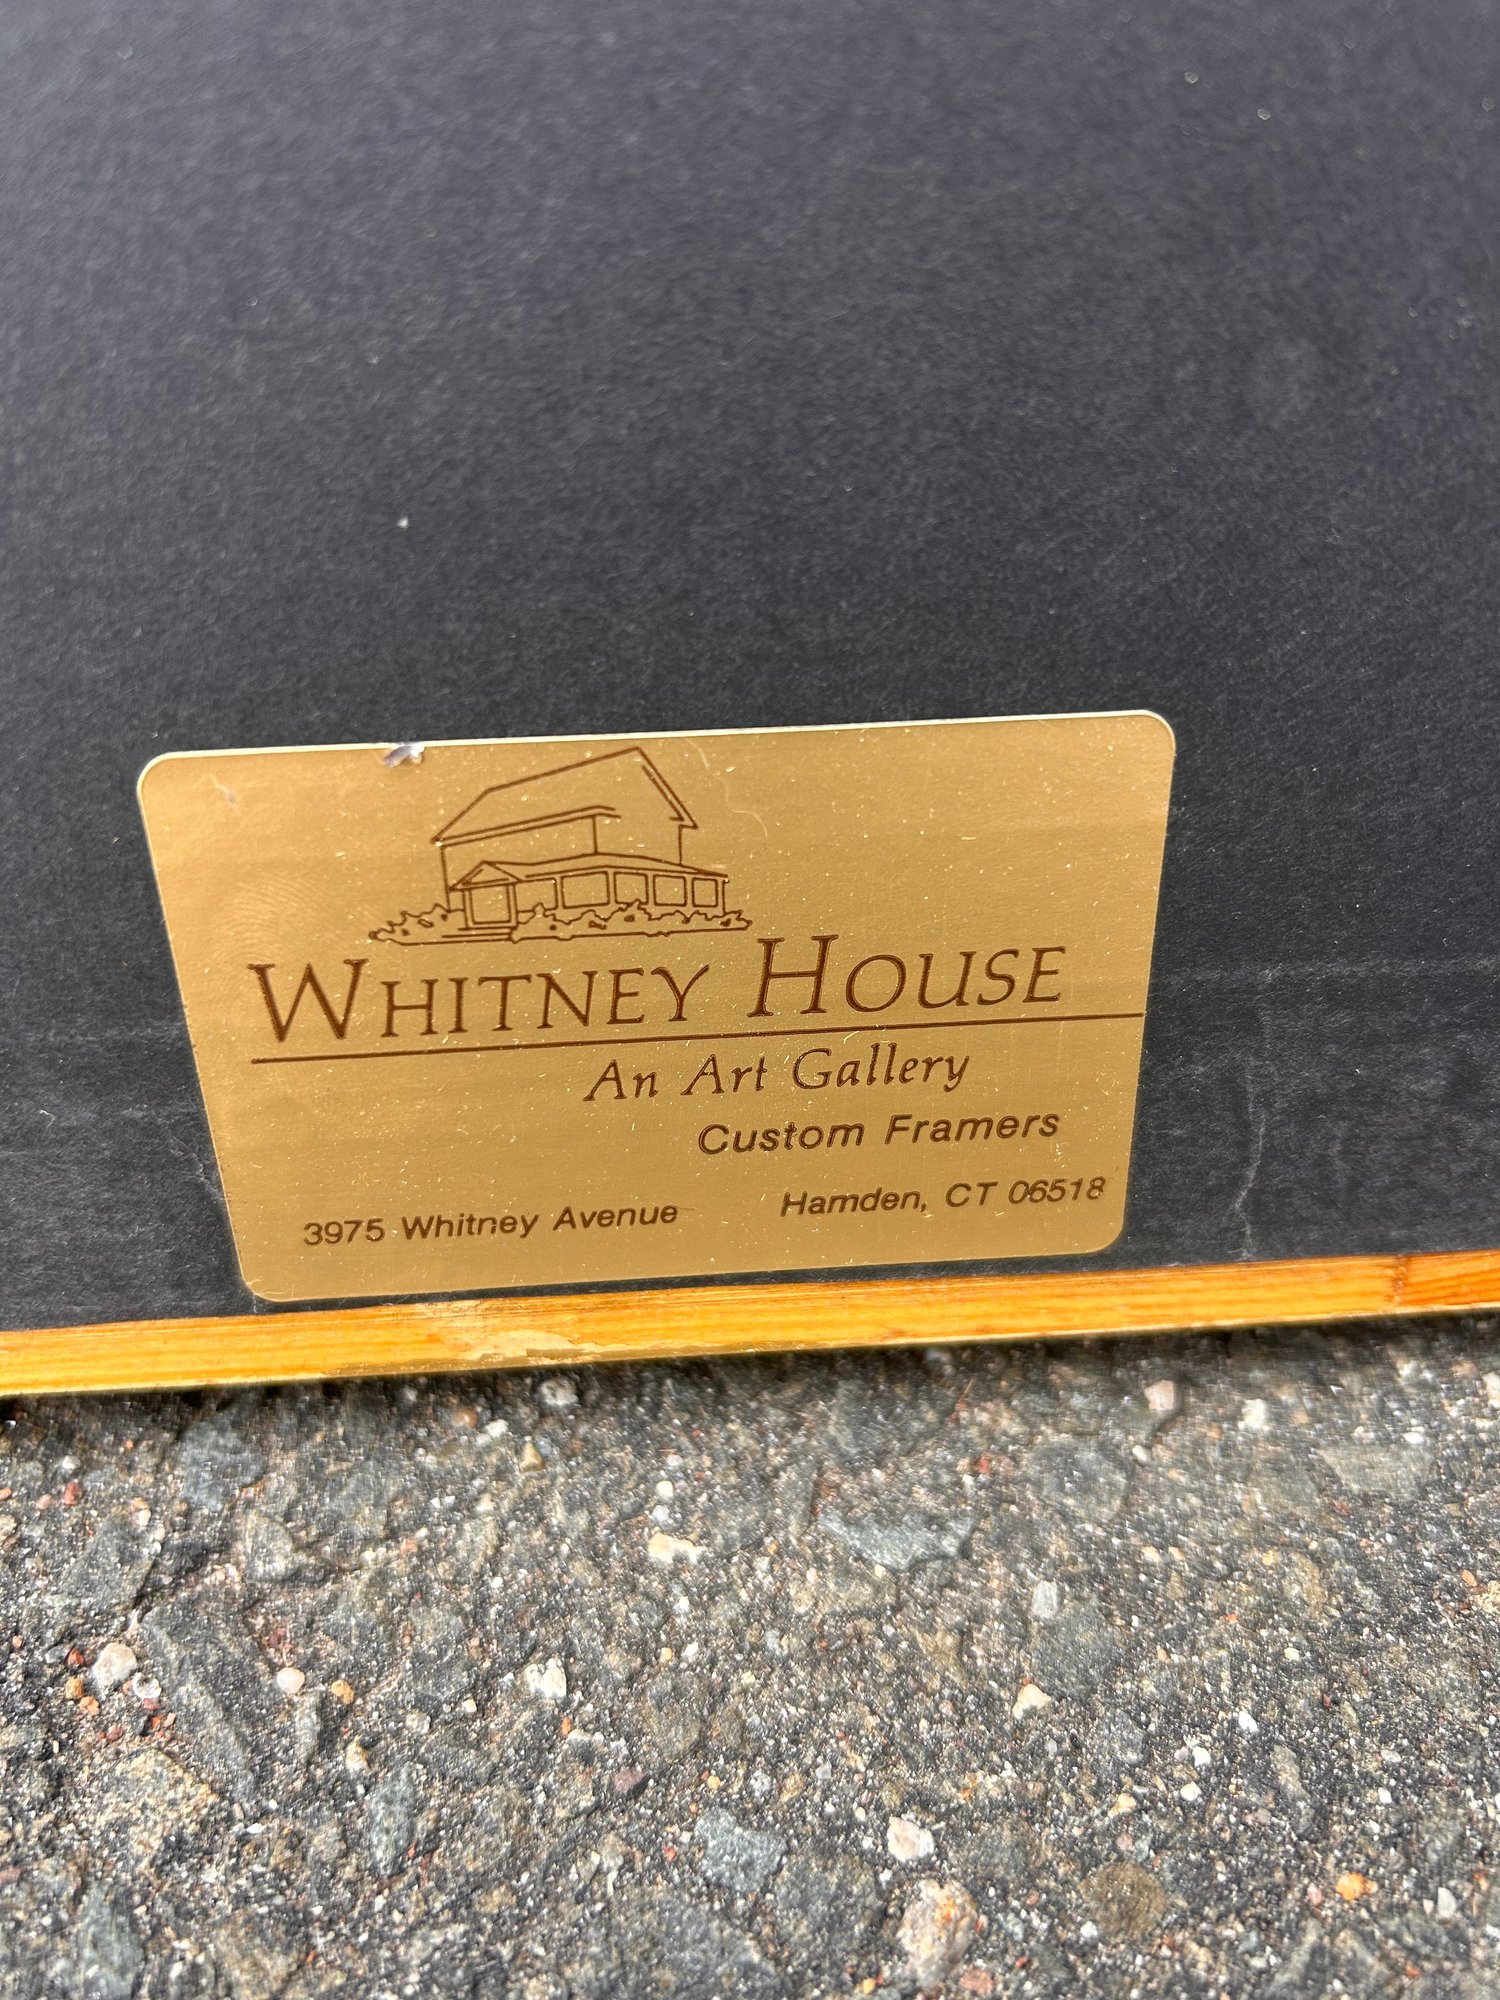 WHITNEY HOUSE
An Art Gallery
Custom Framers
3975 Whitney Avenue Hamden, CT 06518